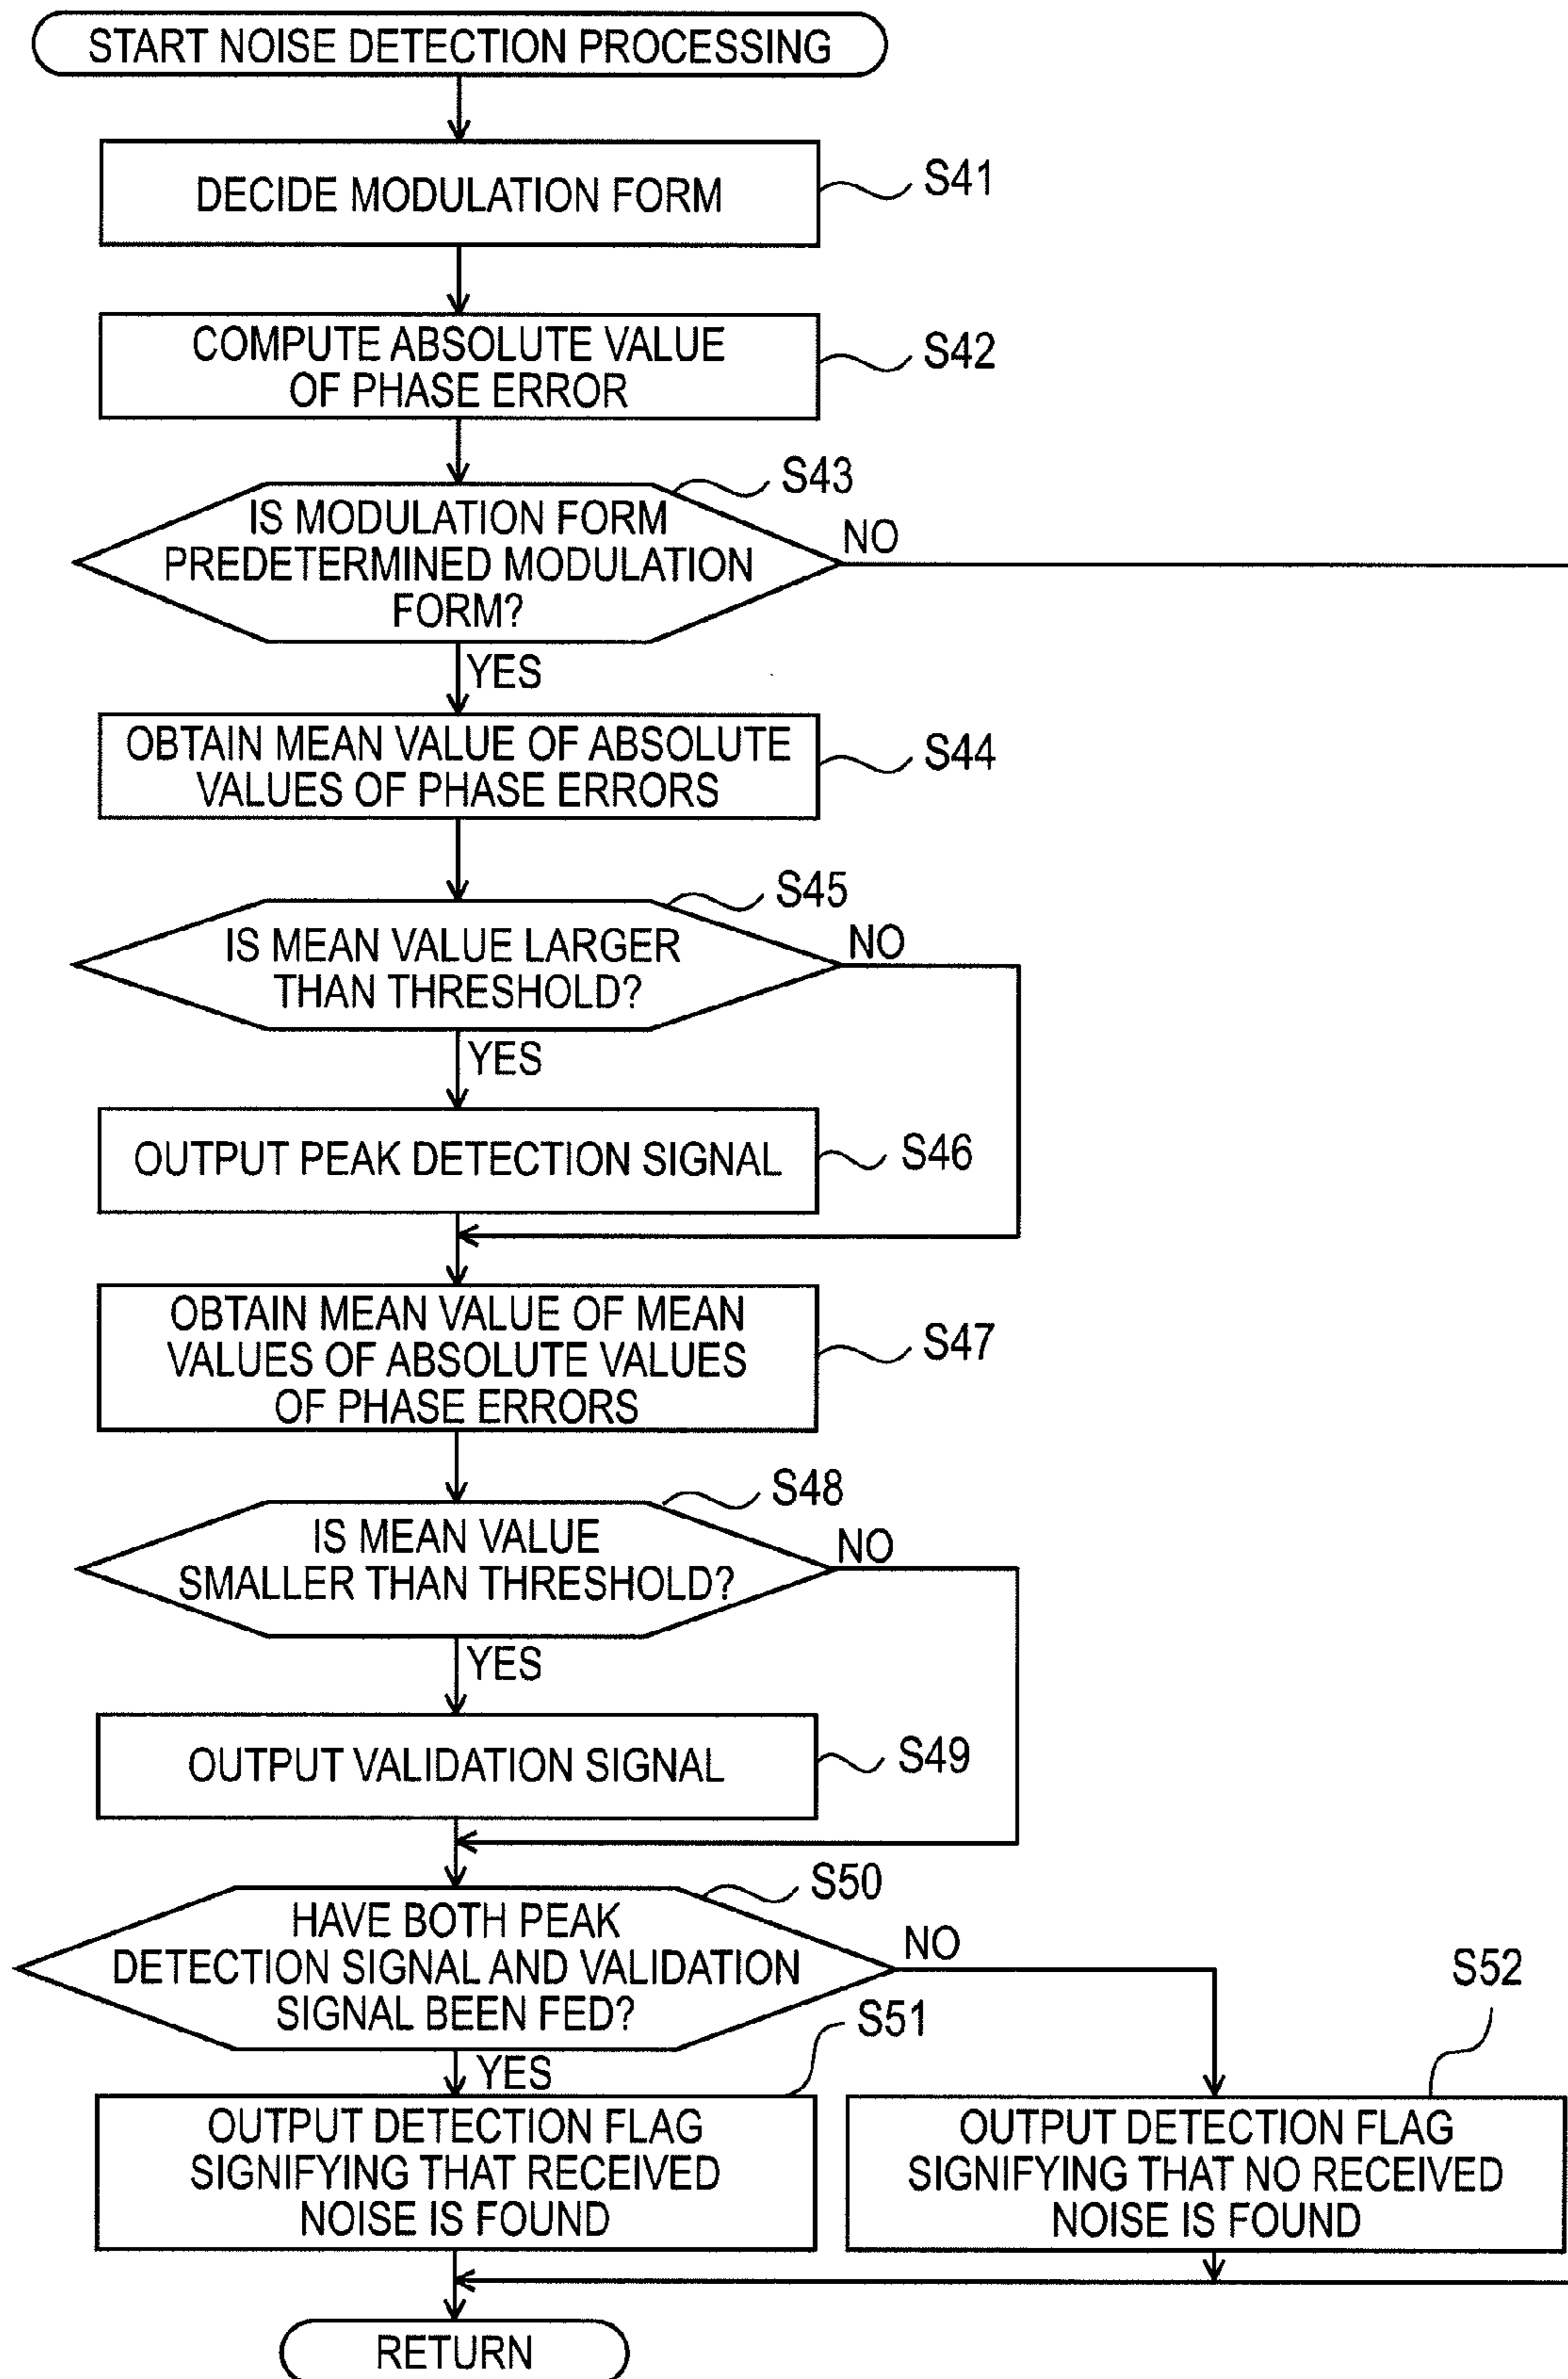 START NOISE DETECTION PROCESSING
DECIDE MODULATION FORM
S41
COMPUTE ABSOLUTE VALUE
OF PHASE ERROR
S42
S43
IS MODULATION FORM
PREDETERMINED MODULATION
FORM?
NO
YES
OBTAIN MEAN VALUE OF ABSOLUTE
VALUES OF PHASE ERRORS
S44
S45
IS MEAN VALUE LARGER
THAN THRESHOLD?
NO
YES
OUTPUT PEAK DETECTION SIGNAL
S46
OBTAIN MEAN VALUE OF MEAN
VALUES OF ABSOLUTE VALUES
OF PHASE ERRORS
S47
S48
IS MEAN VALUE
SMALLER THAN THRESHOLD?
NO
YES
OUTPUT VALIDATION SIGNAL
S49
S50
HAVE BOTH PEAK
DETECTION SIGNAL AND VALIDATION
SIGNAL BEEN FED?
NO
YES
S51
OUTPUT DETECTION FLAG
SIGNIFYING THAT RECEIVED
NOISE IS FOUND
S52
OUTPUT DETECTION FLAG
SIGNIFYING THAT NO RECEIVED
NOISE IS FOUND
RETURN